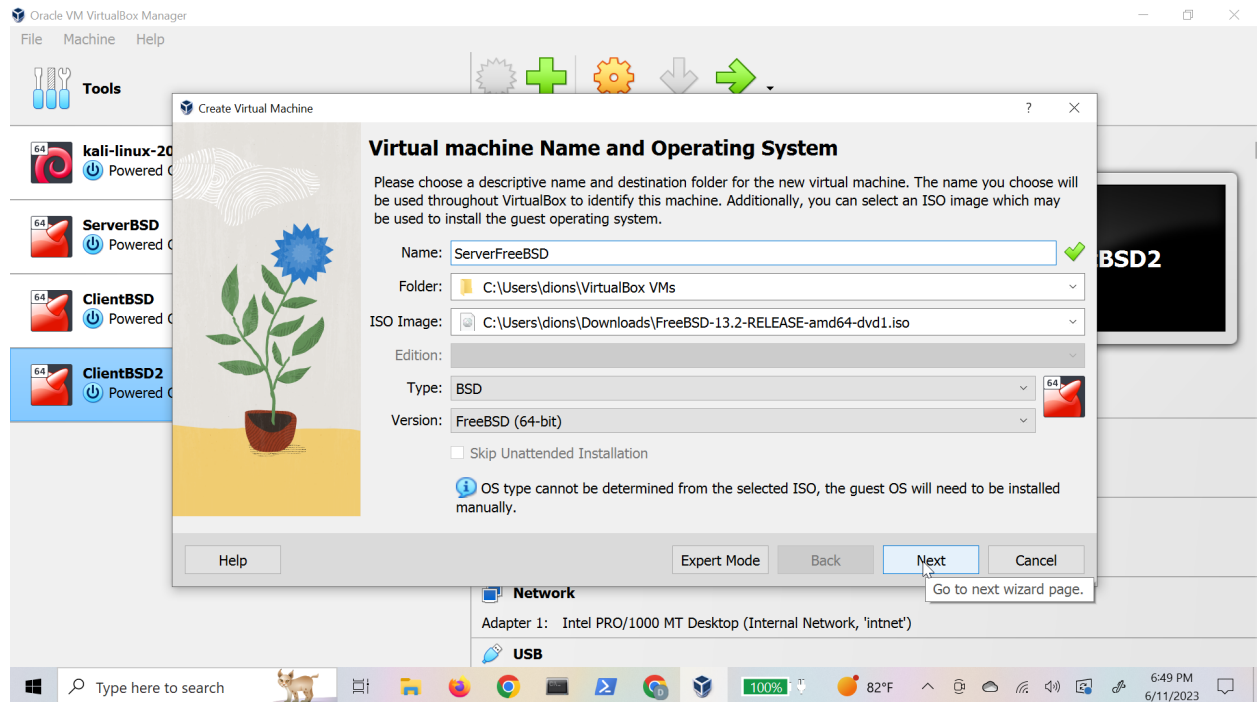 Oracle VM VirtualBox Manager
File Machine Help
Tools
Create Virtual Machine
?
64
kali-linux-20
Powered
64
ServerBSD
Powered
64
ClientBSD
Powered
64
ClientBSD2
Powered
Virtual machine Name and Operating System
Please choose a descriptive name and destination folder for the new virtual machine. The name you choose will
be used throughout VirtualBox to identify this machine. Additionally, you can select an ISO image which may
be used to install the guest operating system.
Name: ServerFreeBSD
Folder: C:\Users\dions\VirtualBox VMs
ISO Image: C:\Users\dions\Downloads\FreeBSD-13.2-RELEASE-amd64-dvd1.iso
Edition:
Type: BSD
64
Version: FreeBSD (64-bit)
Skip Unattended Installation
OS type cannot be determined from the selected ISO, the guest OS will need to be installed
manually.
BSD2
Help Expert Mode Back Next Cancel
Go to next wizard page.
Network
Adapter 1: Intel PRO/1000 MT Desktop (Internal Network, 'intnet')
USB
Type here to search
D
100%
82°F
6:49 PM
6/11/2023